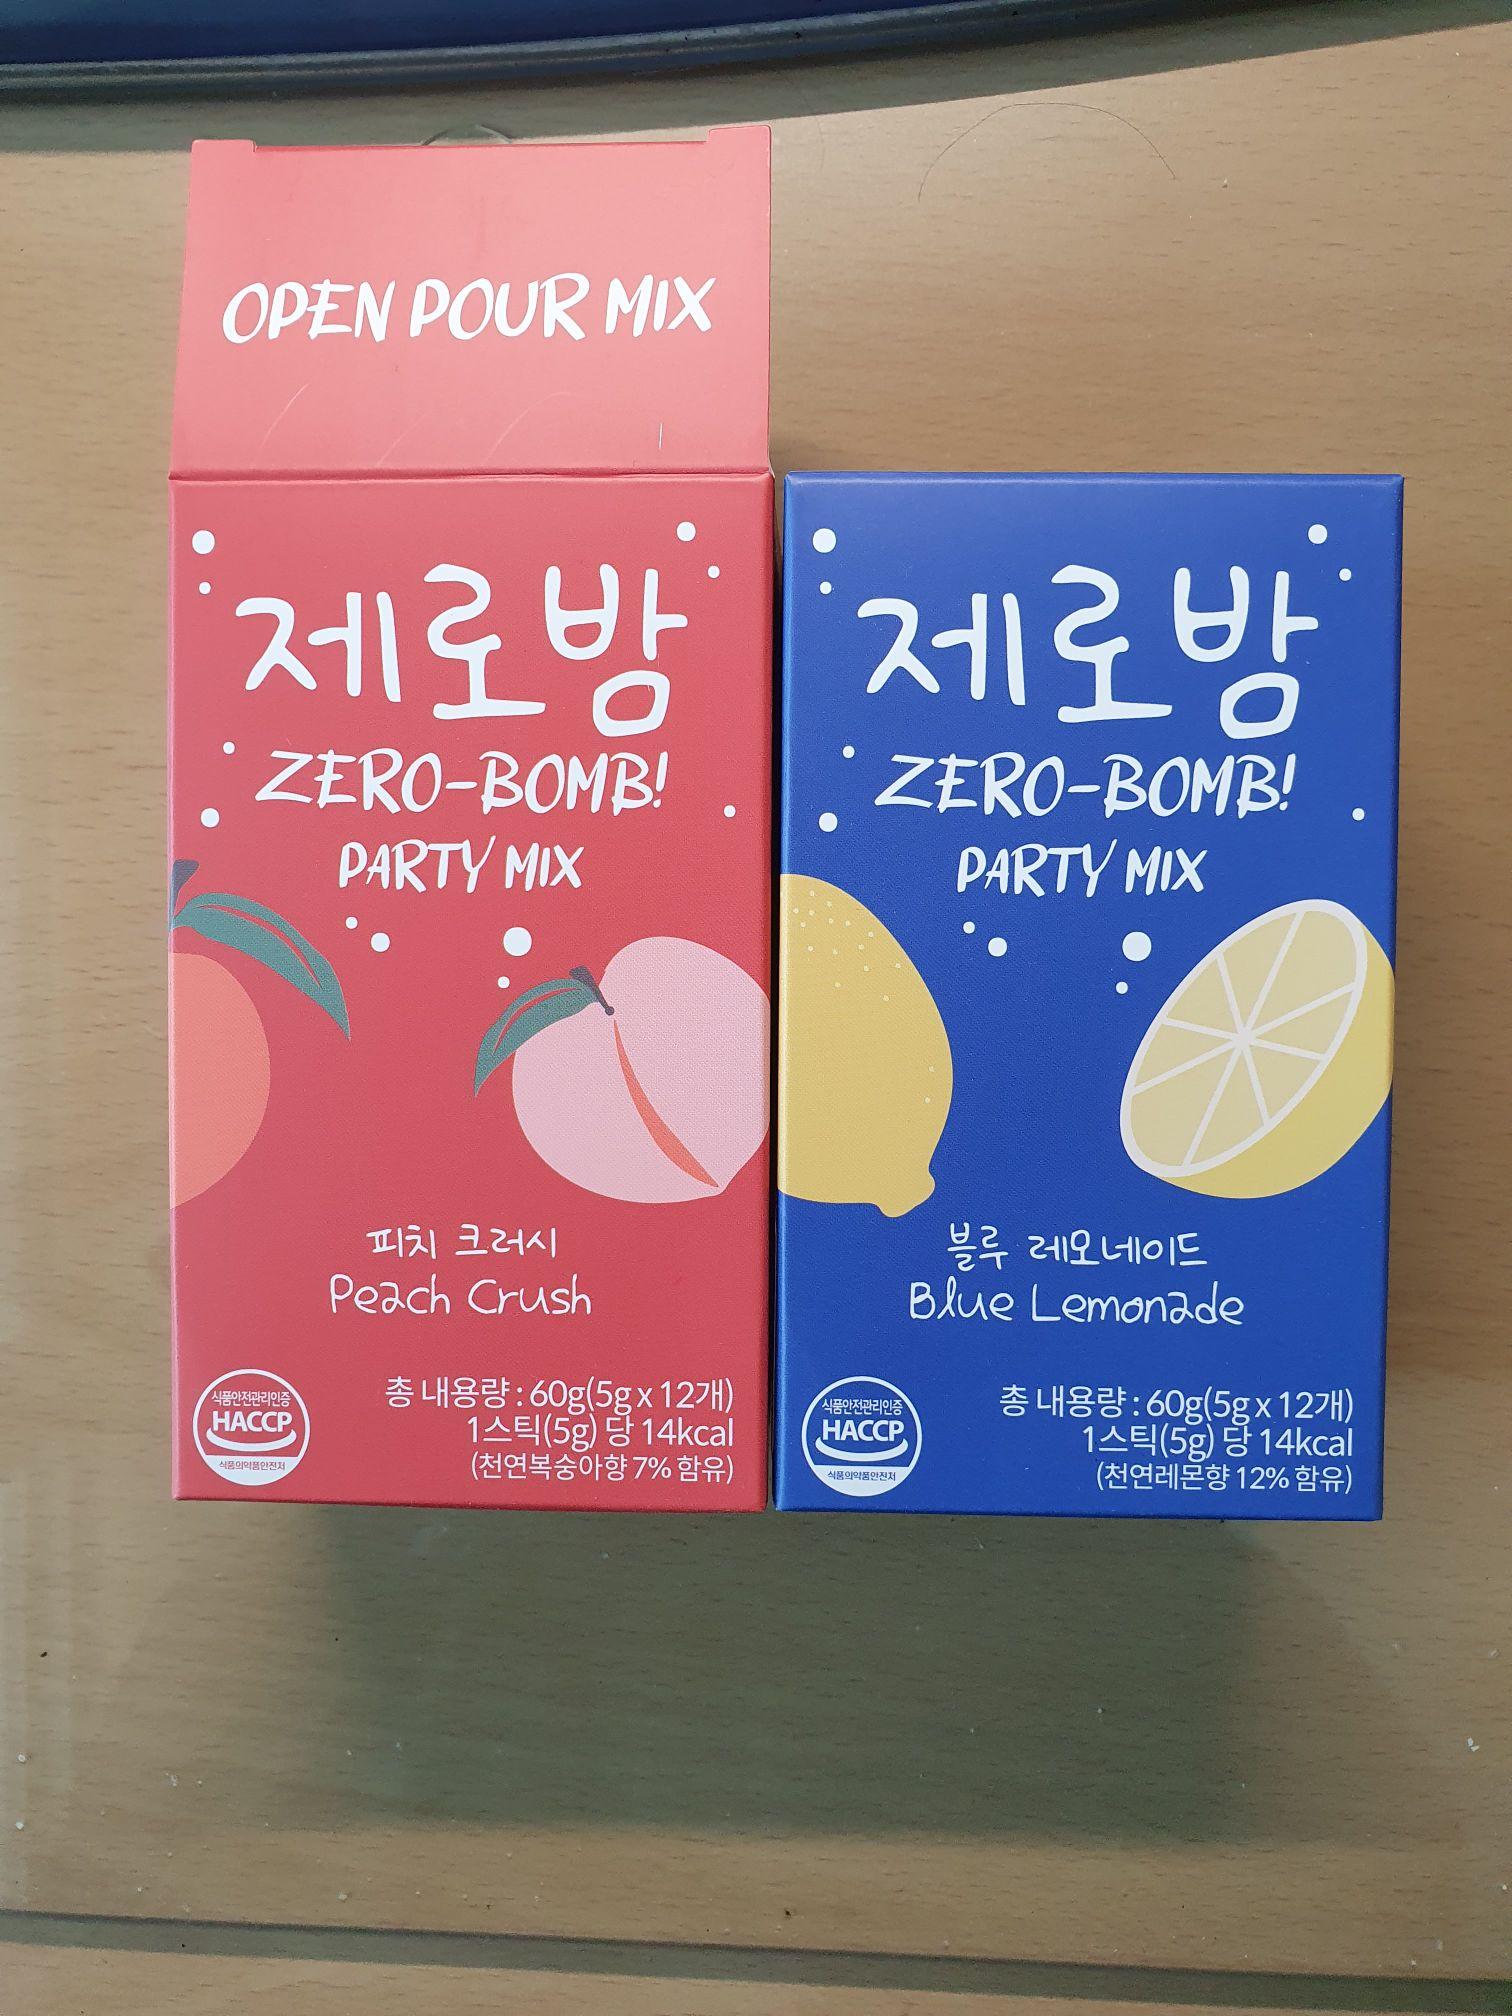 OPEN POUR MIX
제로밤
ZERO-BOMB!
PARTY MIX
피치 크러시
Peach Crush
식품안전관리인증
HACCP
식품의약품안전처
총 내용량 : 60g(5g x 12개)
1스틱(5g) 당 14kcal
(천연복숭아향 7% 함유)
제로밤
ZERO-BOMB!
PARTY MIX
블루 레모네이드
Blue Lemonade
식품안전관리인증
HACCP
식품의약품안전처
총 내용량 : 60g(5g x 12개)
1스틱(5g) 당 14kcal
(천연레몬향 12% 함유)